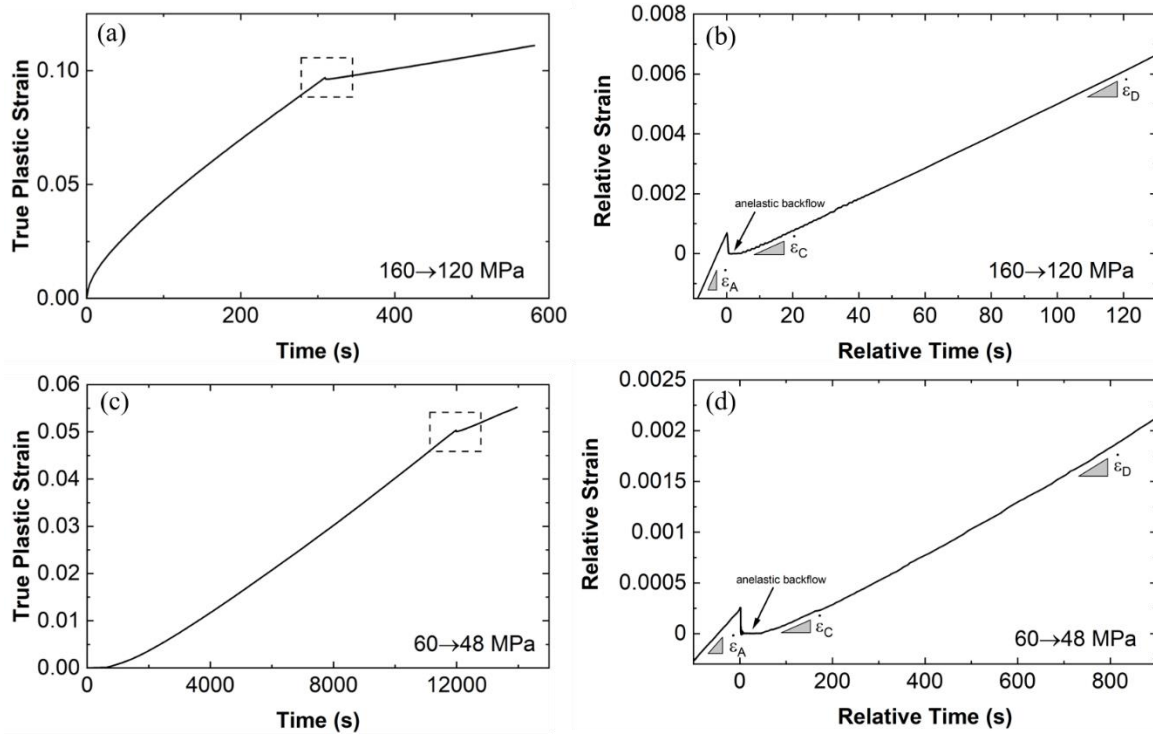 (a)
True Plastic Strain
0.10
0.05
0.00
0 200 400 600
Time (s)
160→120 MPa
(b)
Relative Strain
0.008
0.006
0.004
0.002
0
0 20 40 60 80 100 120
Relative Time (s)
anelastic backflow
ε̇A
ε̇C
ε̇D
160→120 MPa
(c)
True Plastic Strain
0.06
0.05
0.04
0.03
0.02
0.01
0.00
0 4000 8000 12000
Time (s)
60→48 MPa
(d)
Relative Strain
0.0025
0.002
0.0015
0.001
0.0005
0
0 200 400 600 800
Relative Time (s)
anelastic backflow
ε̇A
ε̇C
ε̇D
60→48 MPa